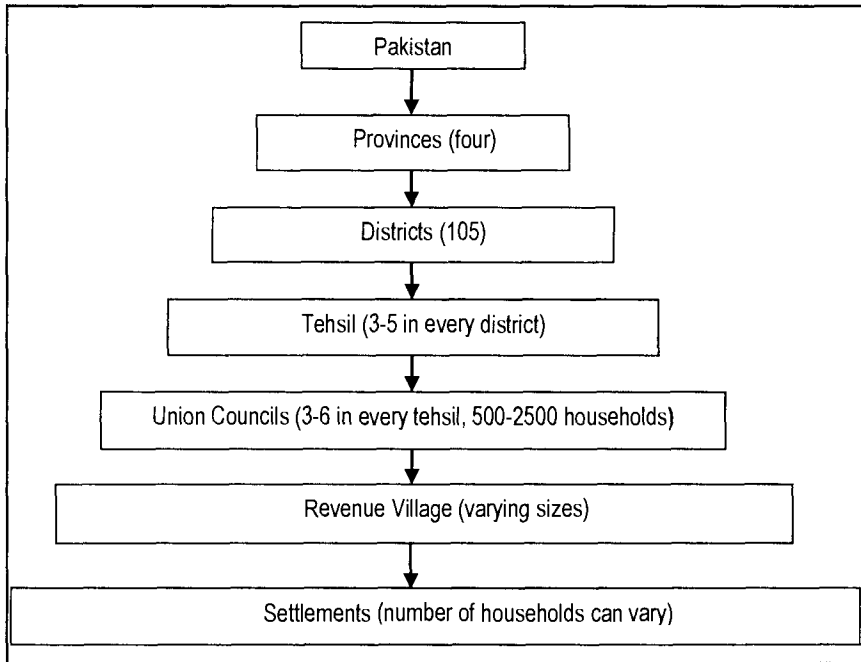 Pakistan
Provinces (four)
Districts (105)
Tehsil (3-5 in every district)
Union Councils (3-6 in every tehsil, 500-2500 households)
Revenue Village (varying sizes)
Settlements (number of households can vary)